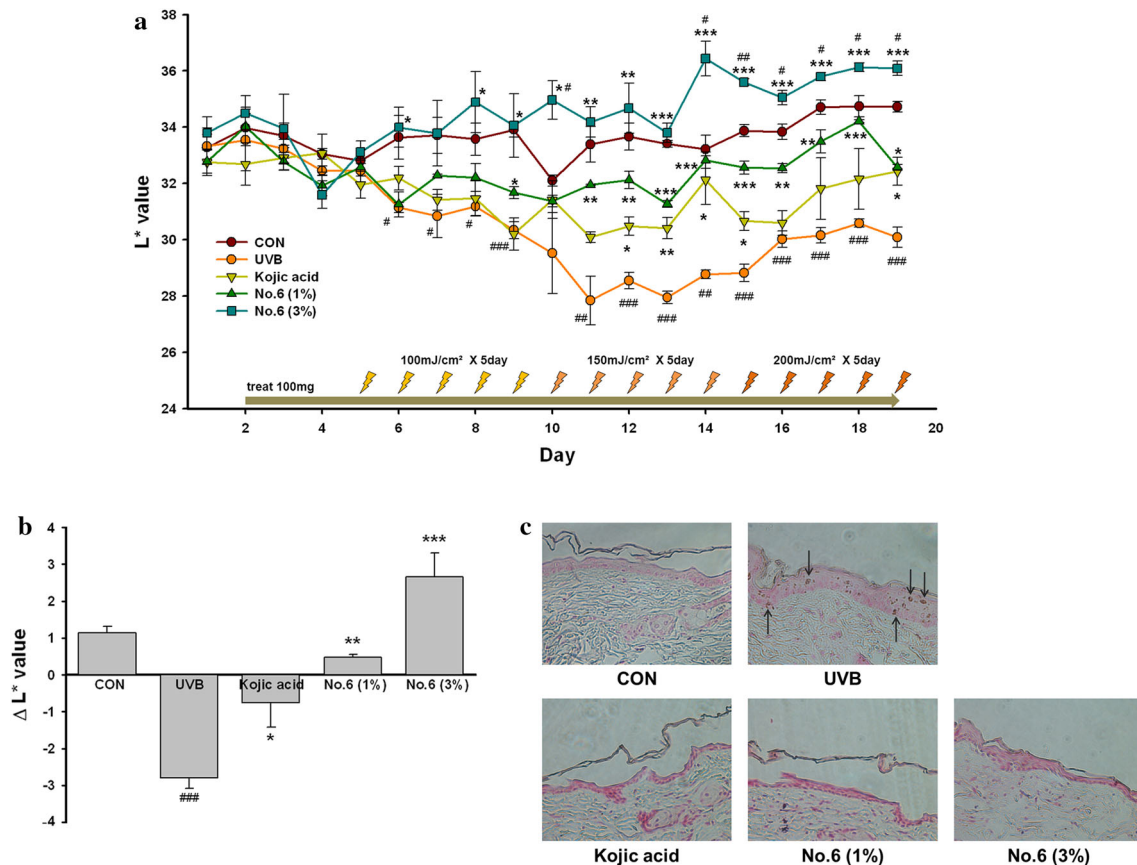 a
38
36
34
32
30
28
26
24
L* value
# ***
## ***
# ***
# ***
# ***
# ***
* * * # ** ** ***
* ** ** *** *** *** ** ** *** *
* ** * * *
# # # ### ## ### ### ## ### ### ### ### ###
CON
UVB
Kojic acid
No.6 (1%)
No.6 (3%)
100mJ/cm² X 5day 150mJ/cm² X 5day 200mJ/cm² X 5day
treat 100mg
2 4 6 8 10 12 14 16 18 20
Day
b
4
3
2
1
0
-1
-2
-3
-4
Δ L* value
***
**
CON UVB Kojic acid No.6 (1%) No.6 (3%)
*
###
c
CON UVB
Kojic acid No.6 (1%) No.6 (3%)